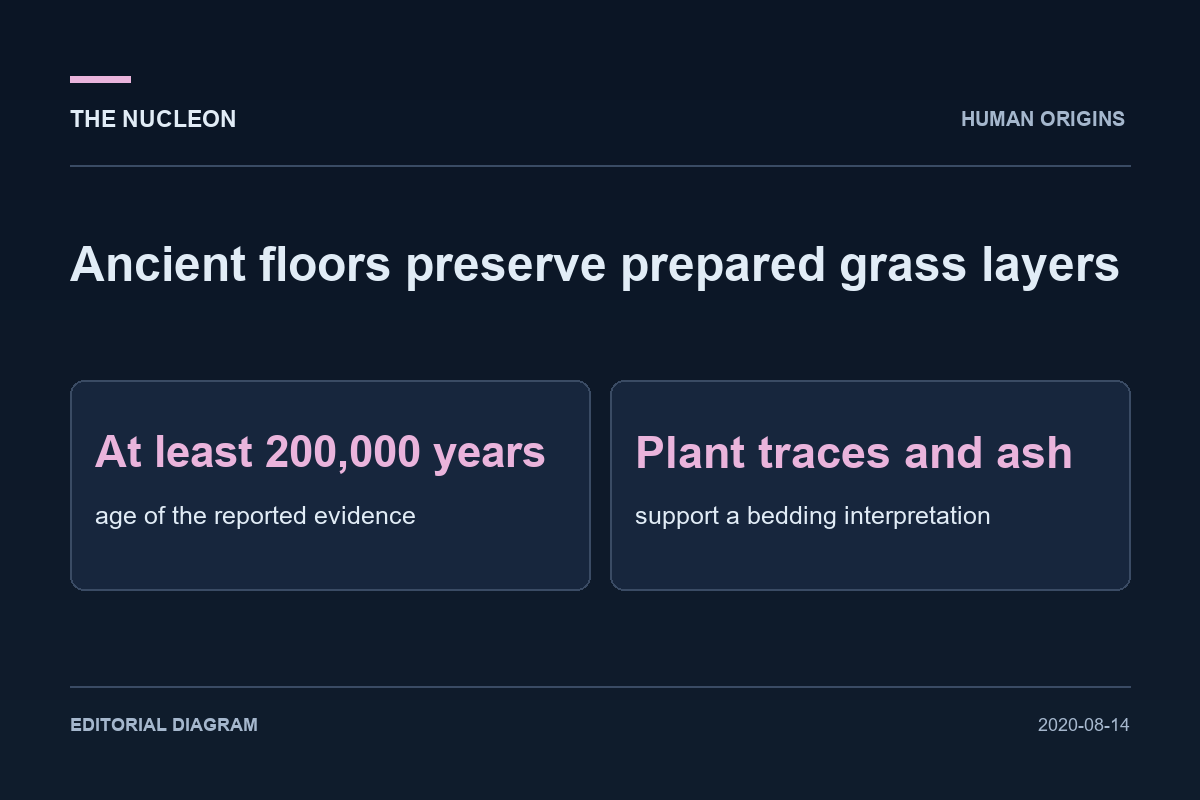 THE NUCLEON
HUMAN ORIGINS
Ancient floors preserve prepared grass layers
At least 200,000 years
age of the reported evidence
Plant traces and ash
support a bedding interpretation
EDITORIAL DIAGRAM
2020-08-14